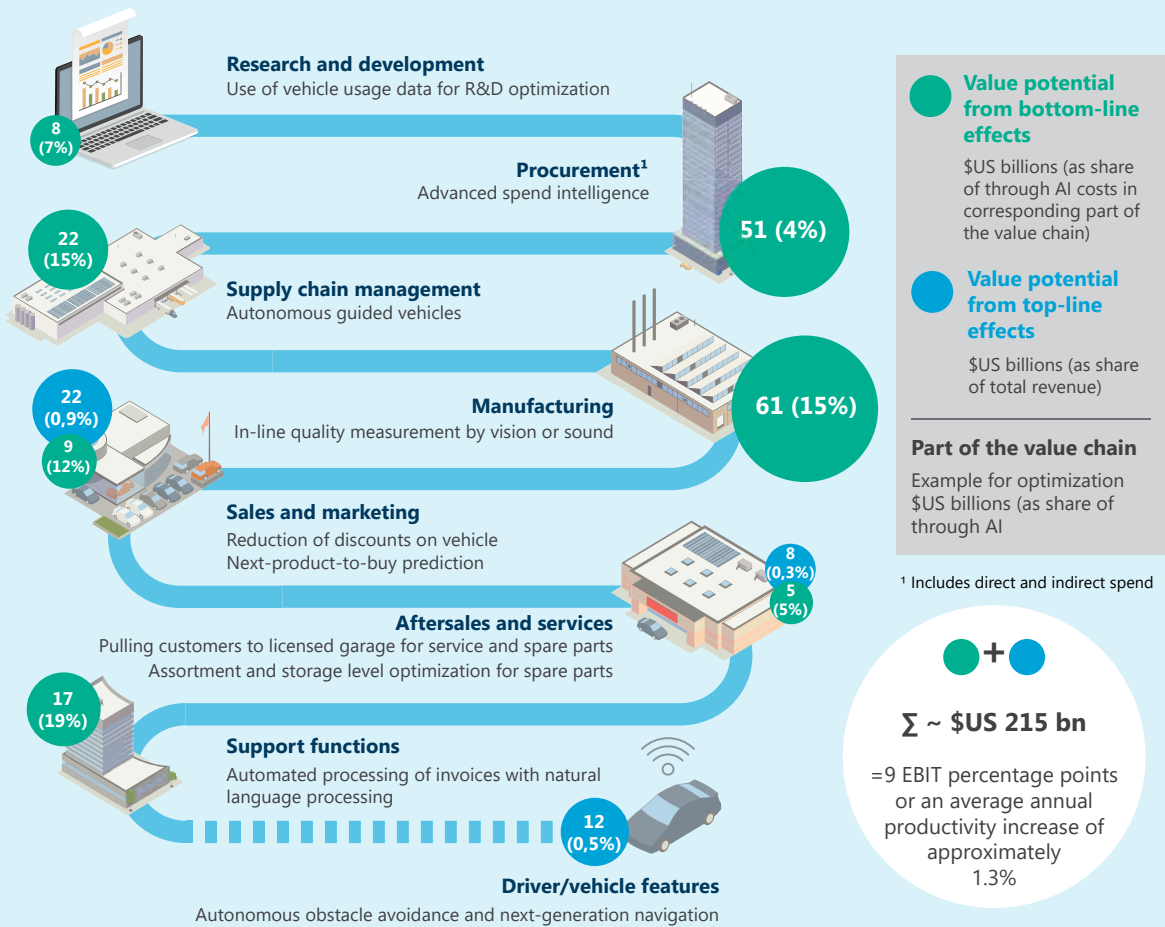 Research and development
Use of vehicle usage data for R&D optimization
8
(7%)
Procurement¹
Advanced spend intelligence
51 (4%)
22
(15%)
Supply chain management
Autonomous guided vehicles
Manufacturing
In-line quality measurement by vision or sound
61 (15%)
22
(0,9%)
9
(12%)
Sales and marketing
Reduction of discounts on vehicle
Next-product-to-buy prediction
8
(0,3%)
5
(5%)
Aftersales and services
Pulling customers to licensed garage for service and spare parts
Assortment and storage level optimization for spare parts
17
(19%)
Support functions
Automated processing of invoices with natural
language processing
12
(0,5%)
Driver/vehicle features
Autonomous obstacle avoidance and next-generation navigation
Value potential
from bottom-line
effects
$US billions (as share
of through AI costs in
corresponding part of
the value chain)
Value potential
from top-line
effects
$US billions (as share
of total revenue)
Part of the value chain
Example for optimization
$US billions (as share of
through AI
¹ Includes direct and indirect spend
+
∑ ~ $US 215 bn
=9 EBIT percentage points
or an average annual
productivity increase of
approximately
1.3%